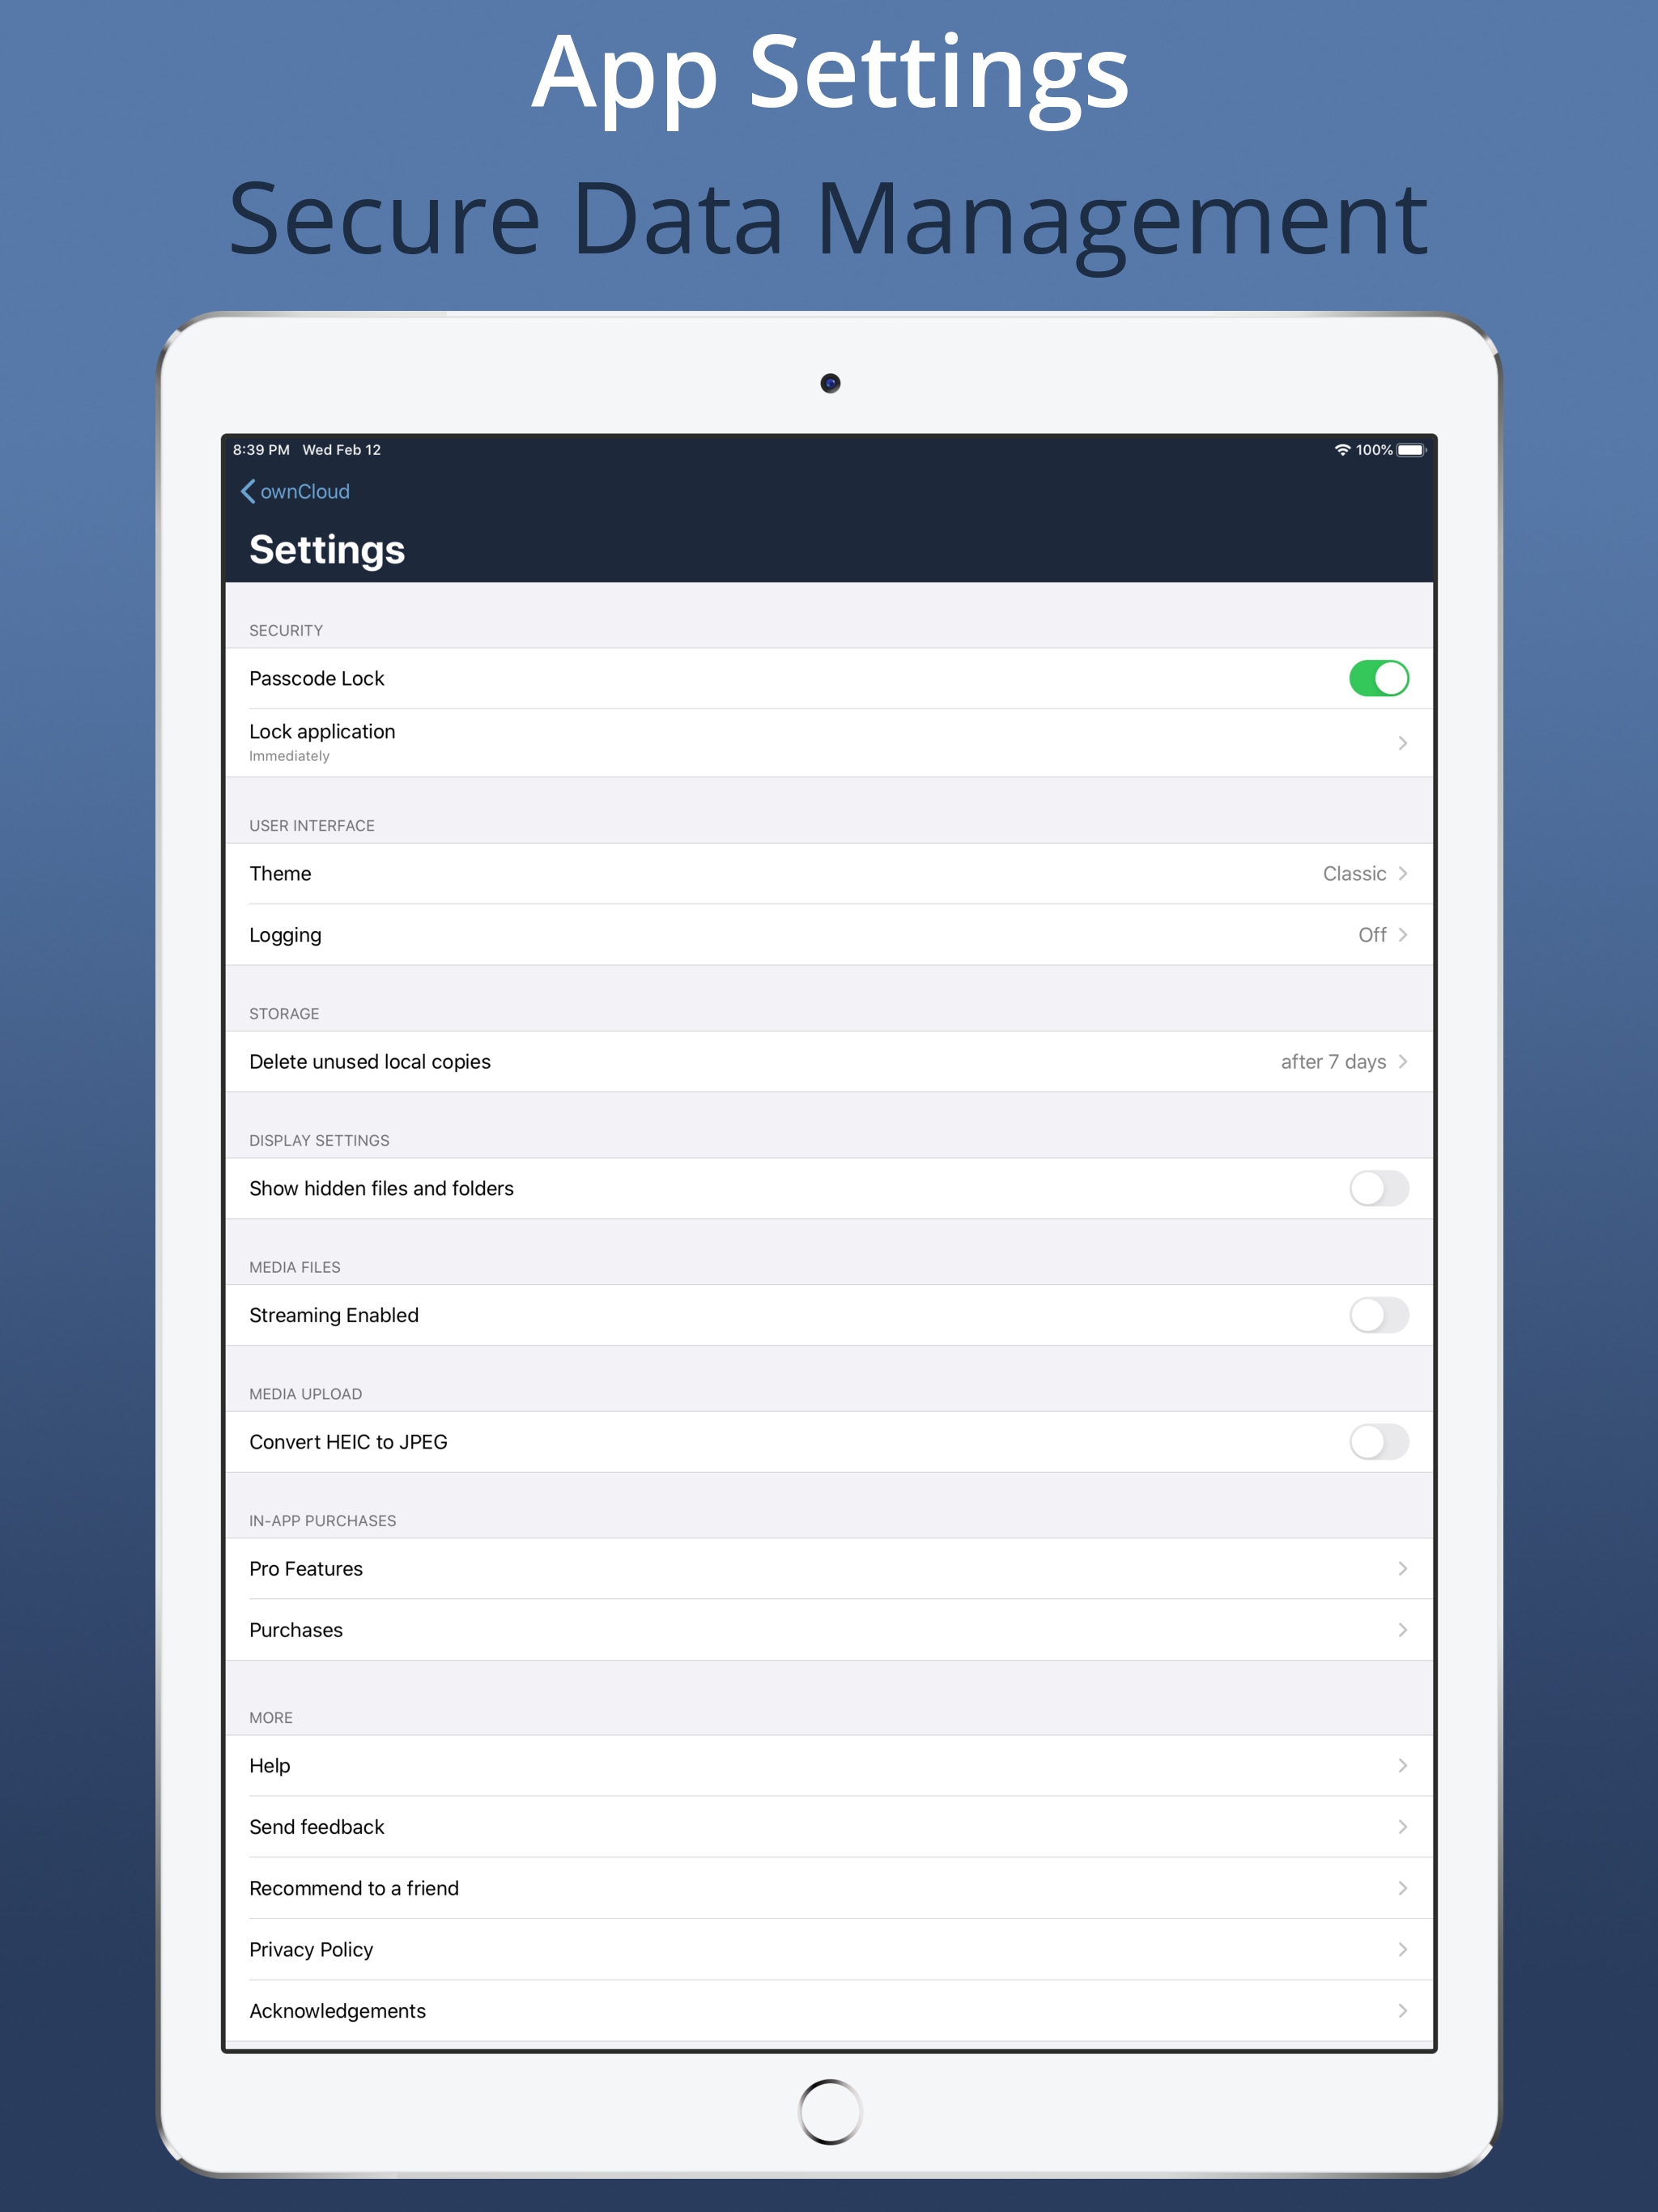 App Settings
Secure Data Management
8:39 PM Wed Feb 12 100%
ownCloud
Settings
SECURITY
Passcode Lock
Lock application
Immediately
USER INTERFACE
Theme Classic
Logging Off
STORAGE
Delete unused local copies after 7 days
DISPLAY SETTINGS
Show hidden files and folders
MEDIA FILES
Streaming Enabled
MEDIA UPLOAD
Convert HEIC to JPEG
IN-APP PURCHASES
Pro Features
Purchases
MORE
Help
Send feedback
Recommend to a friend
Privacy Policy
Acknowledgements